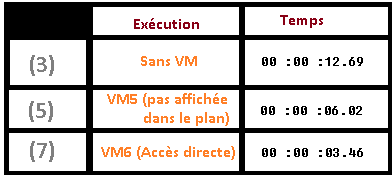 Exécution Temps
(3) Sans VM 00 :00 :12.69
(5) VM5 (pas affichée
dans le plan) 00 :00 :06.02
(7) VM6 (Accès directe) 00 :00 :03.46